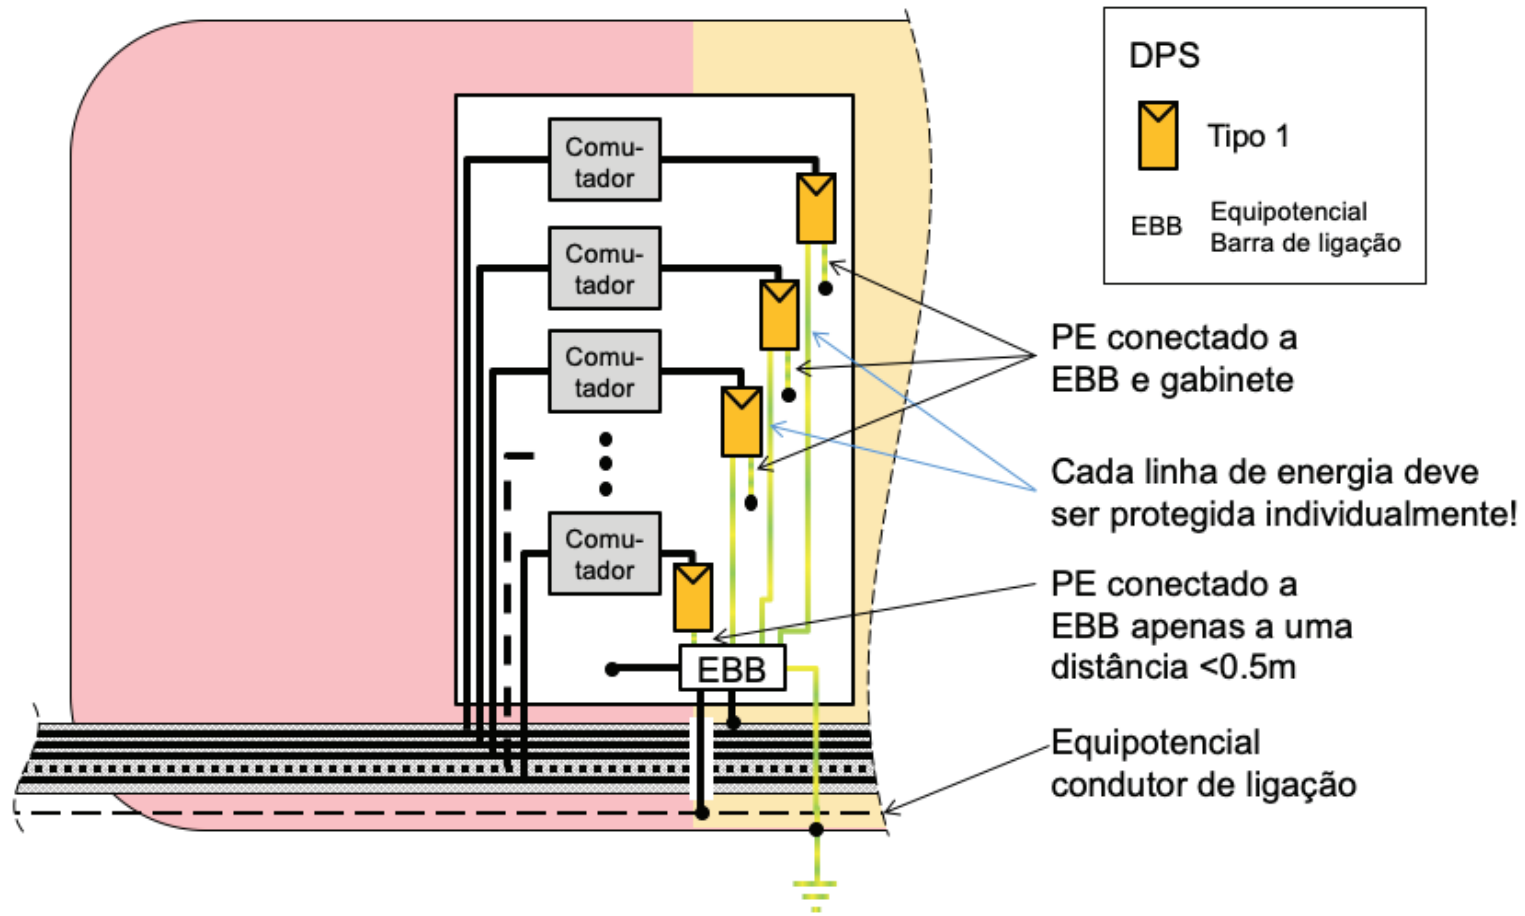 DPS
Tipo 1
EBB
Equipotencial
Barra de ligação
Comu-
tador
Comu-
tador
Comu-
tador
Comu-
tador
EBB
PE conectado a
EBB e gabinete
Cada linha de energia deve
ser protegida individualmente!
PE conectado a
EBB apenas a uma
distância <0.5m
Equipotencial
condutor de ligação